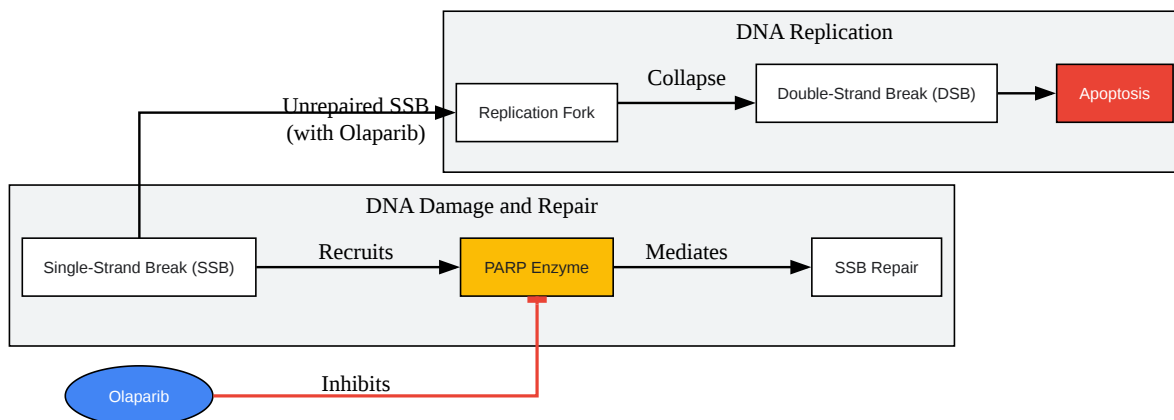 DNA Replication
Collapse
Unrepaired SSB
(with Olaparib)
Replication Fork
Double-Strand Break (DSB)
Apoptosis
DNA Damage and Repair
Single-Strand Break (SSB)
Recruits
PARP Enzyme
Mediates
SSB Repair
Olaparib
Inhibits